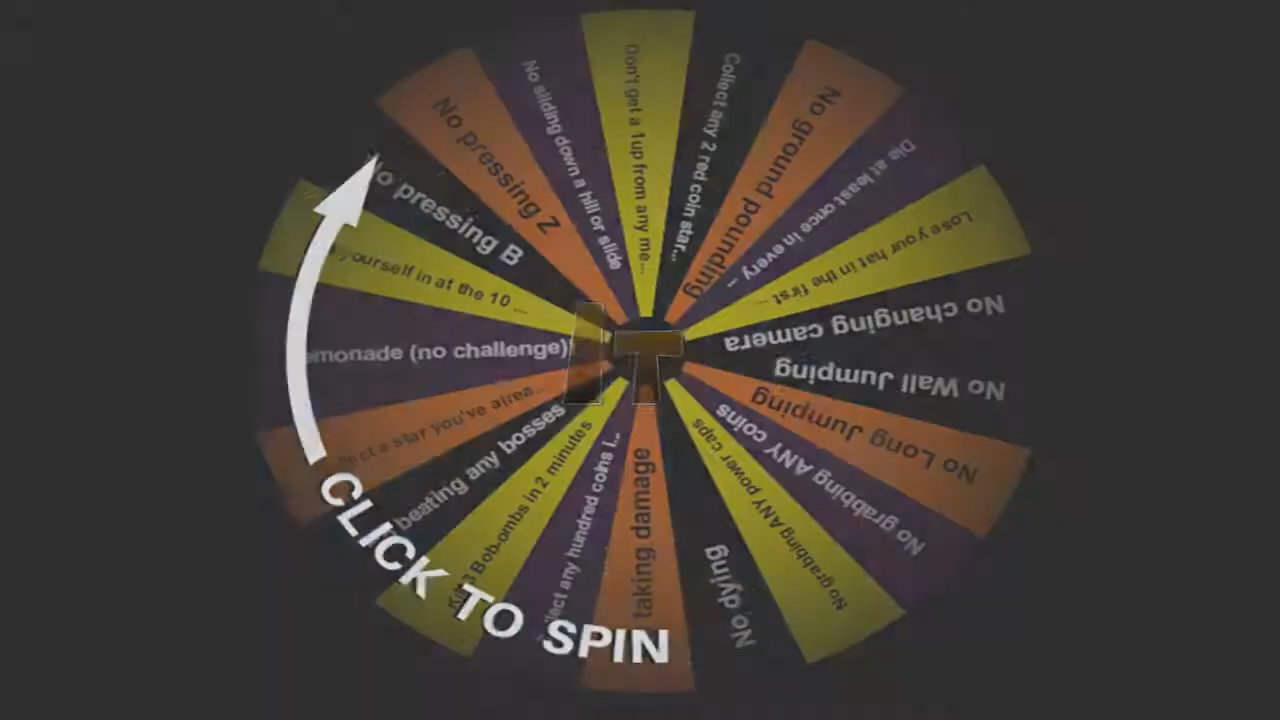 Don't get a 1up from any me...
Collect any 2 red coin star...
No ground pounding
Die at least once in every ...
Lose your hat in the first ...
No changing camera
No Wall Jumping
No Long Jumping
No grabbing ANY coins
No grabbing ANY power caps
No dying
taking damage
any hundred coins i...
3 Bob-ombs in 2 minutes
beating any bosses
a star you've alrea...
emonade (no challenge)
yourself in at the 10 ...
No pressing B
No pressing Z
No sliding down a hill or slide
IT
CLICK TO SPIN